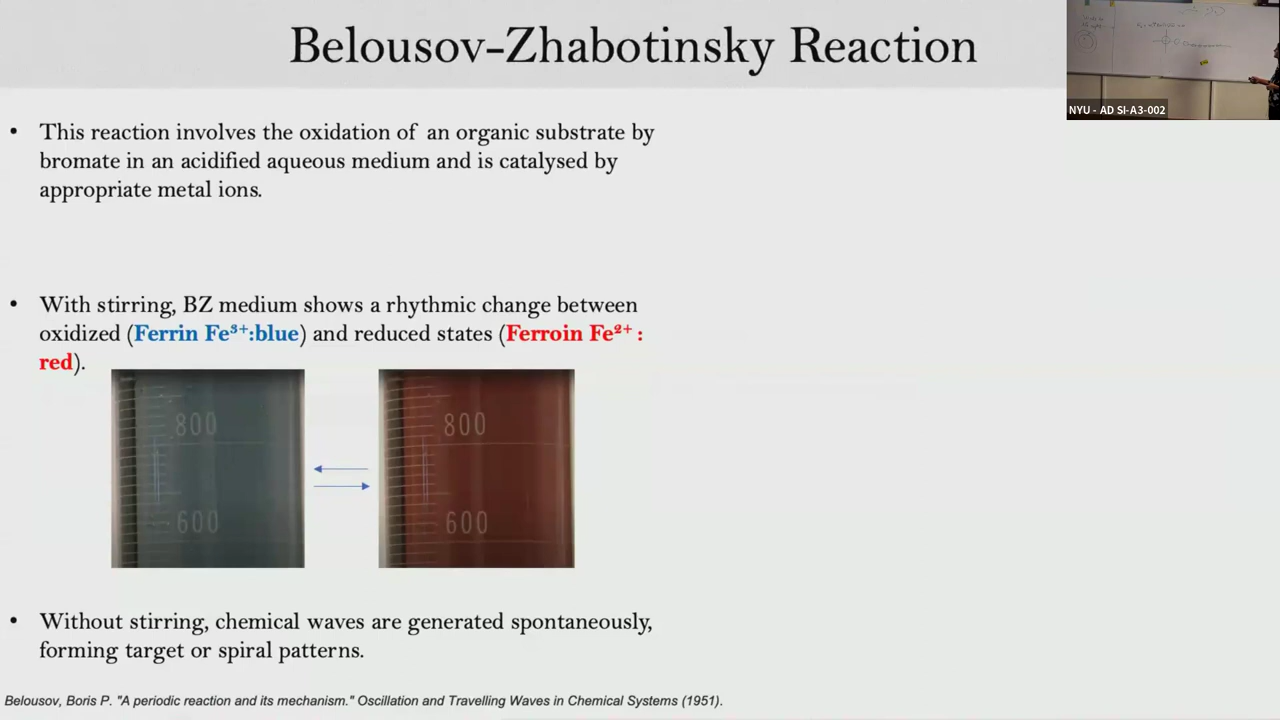 Belousov-Zhabotinsky Reaction
NYU - AD SI-A3-002
• This reaction involves the oxidation of an organic substrate by
bromate in an acidified aqueous medium and is catalysed by
appropriate metal ions.
• With stirring, BZ medium shows a rhythmic change between
oxidized (Ferrin Fe³⁺:blue) and reduced states (Ferroin Fe²⁺ :
red).
800
600
800
600
• Without stirring, chemical waves are generated spontaneously,
forming target or spiral patterns.
Belousov, Boris P. "A periodic reaction and its mechanism." Oscillation and Travelling Waves in Chemical Systems (1951).